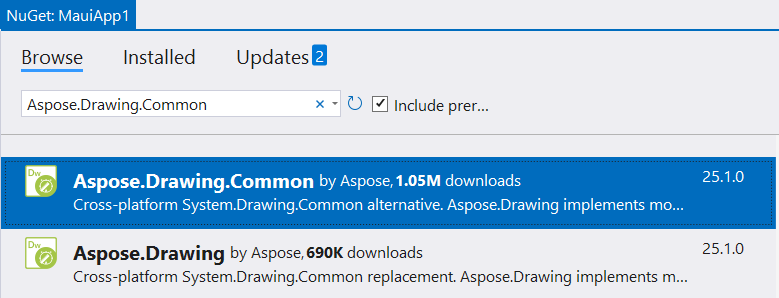 NuGet: MauiApp1
Browse Installed Updates 2
Aspose.Drawing.Common Include prer...
Dw Aspose.Drawing.Common by Aspose, 1.05M downloads 25.1.0
Cross-platform System.Drawing.Common alternative. Aspose.Drawing implements mo...
Dw Aspose.Drawing by Aspose, 690K downloads 25.1.0
Cross-platform System.Drawing.Common replacement. Aspose.Drawing implements m...